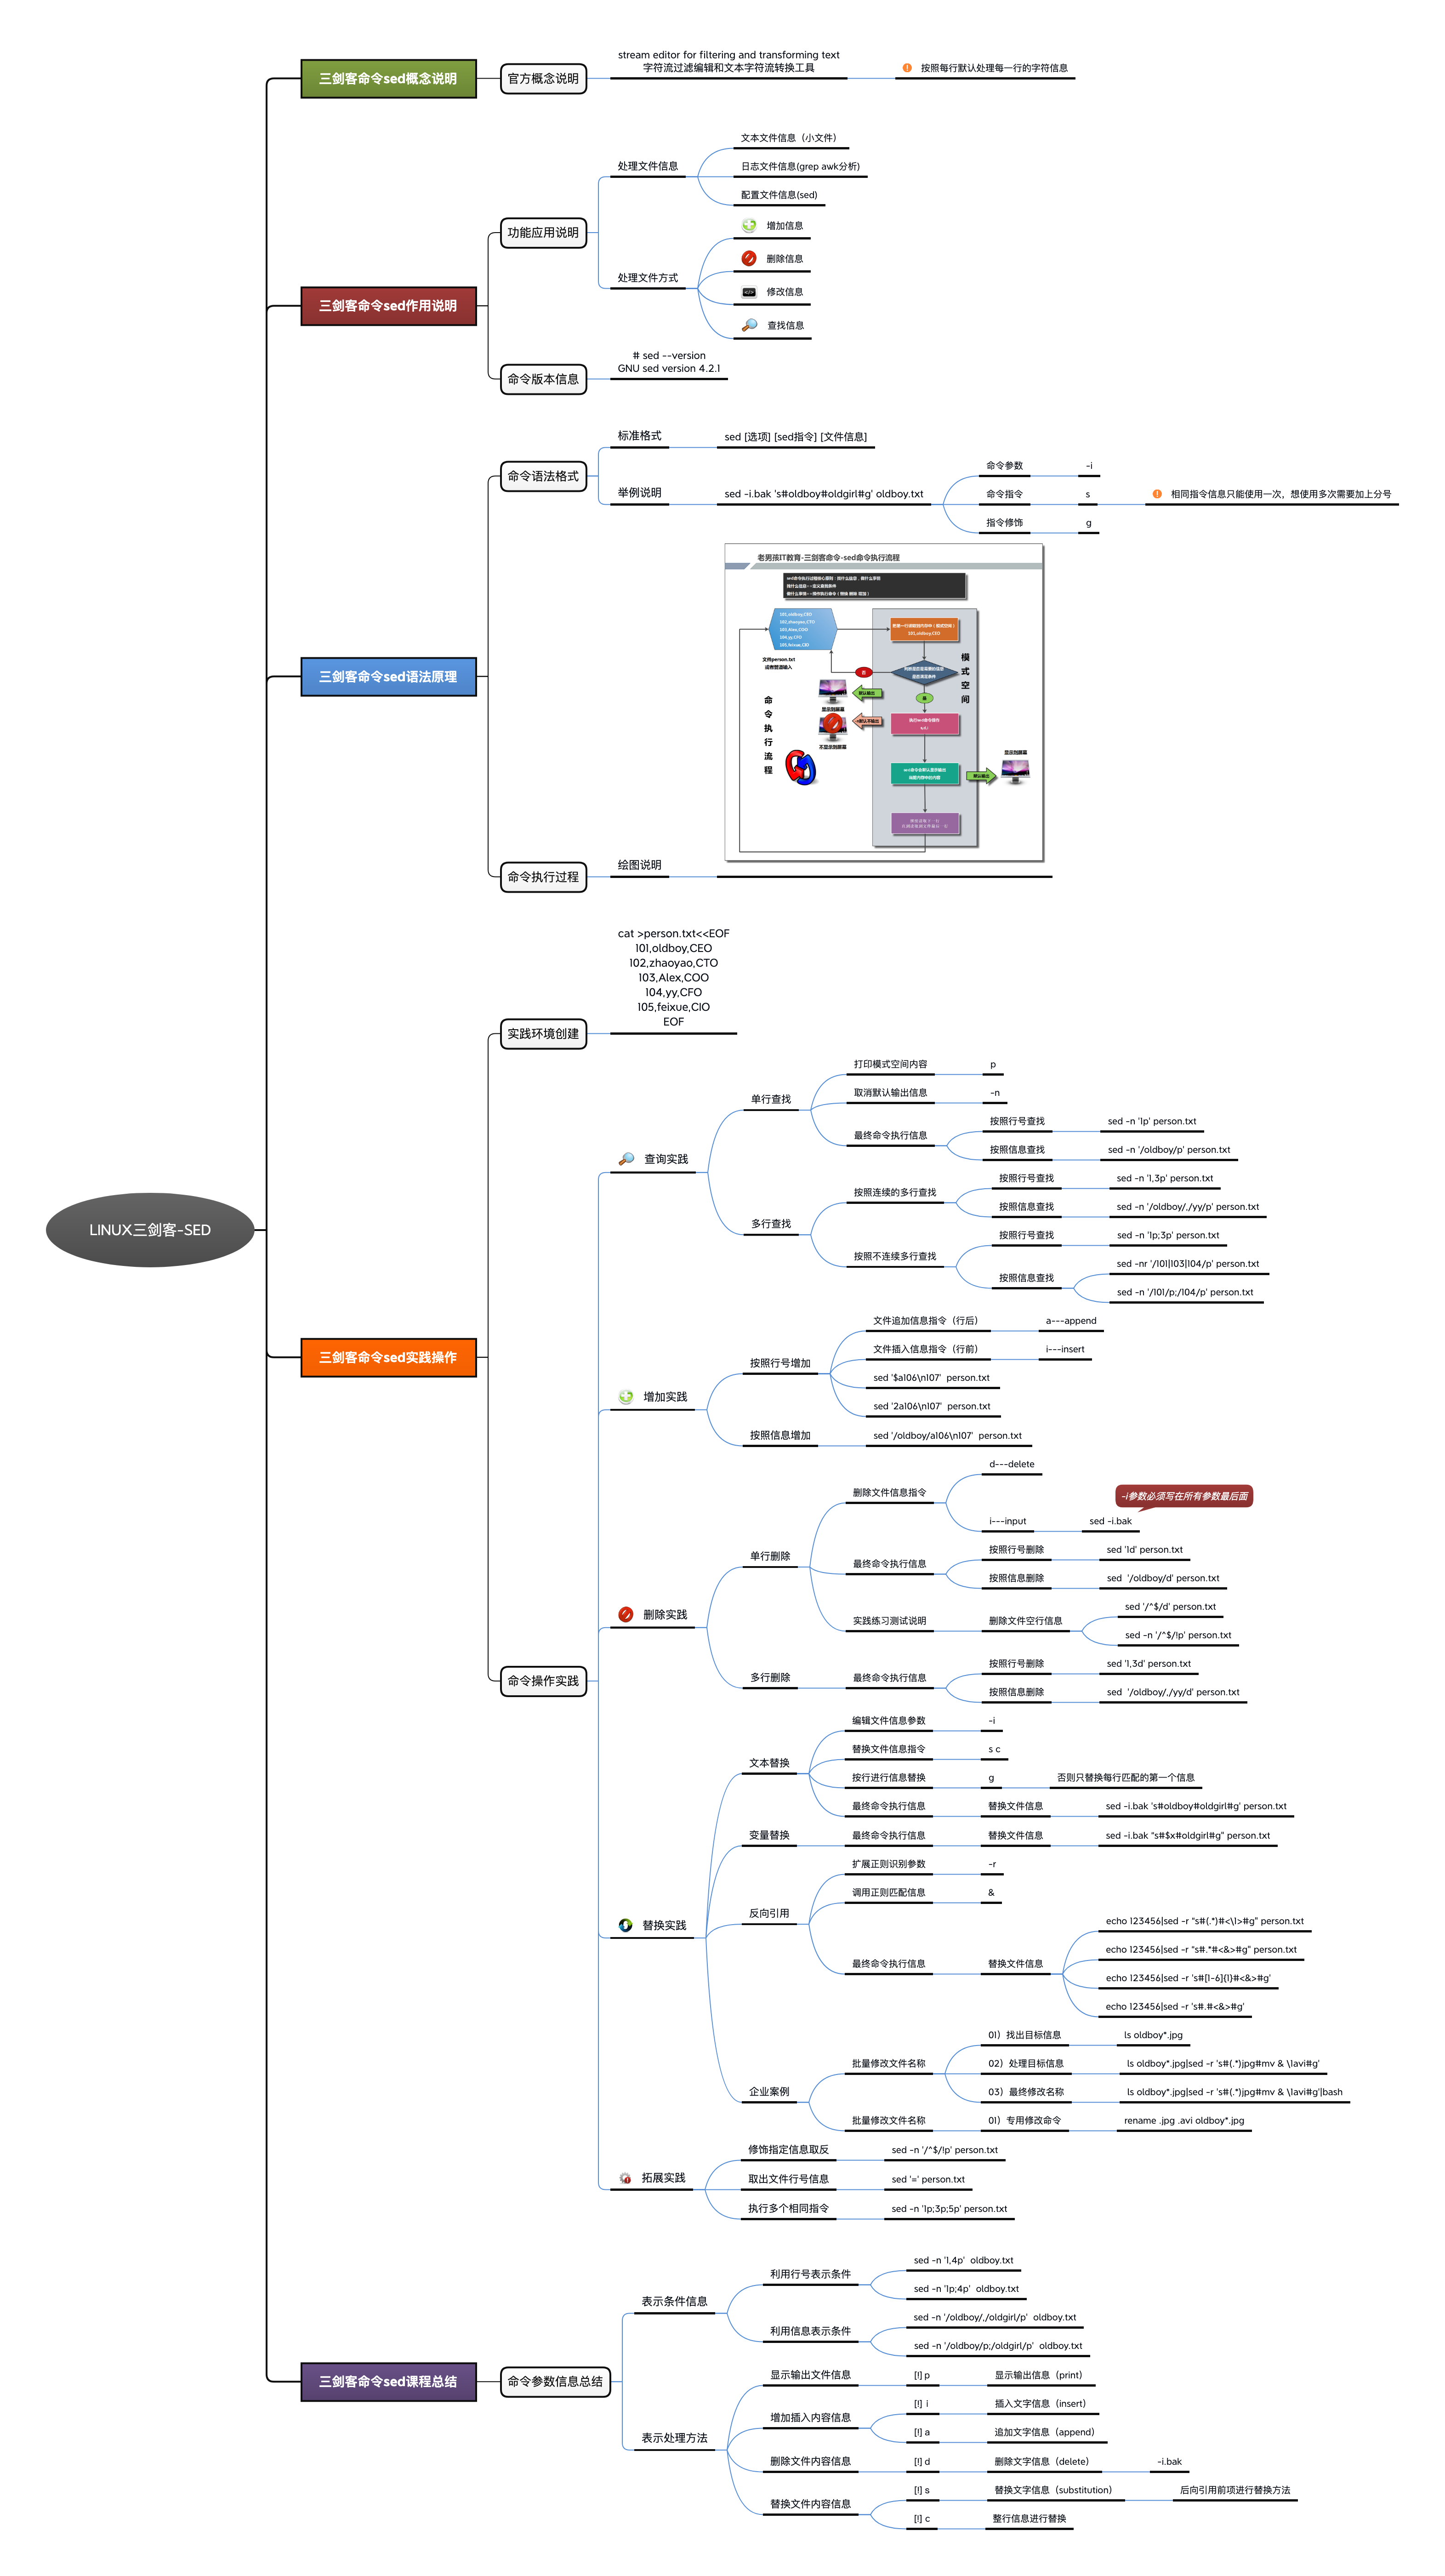 三剑客命令sed概念说明
官方概念说明
stream editor for filtering and transforming text
字符流过滤编辑和文本字符流转换工具
按照每行默认处理每一行的字符信息
三剑客命令sed作用说明
功能应用说明
处理文件信息
文本文件信息（小文件）
日志文件信息(grep awk分析)
配置文件信息(sed)
处理文件方式
增加信息
删除信息
修改信息
查找信息
命令版本信息
# sed --version
GNU sed version 4.2.1
三剑客命令sed语法原理
命令语法格式
标准格式
sed [选项] [sed指令] [文件信息]
举例说明
sed -i.bak 's#oldboy#oldgirl#g' oldboy.txt
命令参数
-i
命令指令
s
相同指令信息只能使用一次，想使用多次需要加上分号
指令修饰
g
命令执行过程
绘图说明
老男孩IT教育-三剑客命令-sed命令执行流程
101,oldboy,CEO
102,zhaoyao,CTO
103,Alex,COO
104,yy,CFO
105,feixue,CIO
文件person.txt
101,oldboy,CEO
模式空间
否
是
默认输出
显示到屏幕
不显示到屏幕
命令执行流程
显示到屏幕
默认输出
三剑客命令sed实践操作
实践环境创建
cat >person.txt<<EOF
101,oldboy,CEO
102,zhaoyao,CTO
103,Alex,COO
104,yy,CFO
105,feixue,CIO
EOF
命令操作实践
查询实践
单行查找
打印模式空间内容
p
取消默认输出信息
-n
最终命令执行信息
按照行号查找
sed -n '1p' person.txt
按照信息查找
sed -n '/oldboy/p' person.txt
多行查找
按照连续的多行查找
按照行号查找
sed -n '1,3p' person.txt
按照信息查找
sed -n '/oldboy/,/yy/p' person.txt
按照不连续多行查找
按照行号查找
sed -n '1p;3p' person.txt
按照信息查找
sed -nr '/101|103|104/p' person.txt
sed -n '/101/p;/104/p' person.txt
增加实践
按照行号增加
文件追加信息指令（行后）
a---append
文件插入信息指令（行前）
i---insert
sed '$a106\n107'  person.txt
sed '2a106\n107'  person.txt
按照信息增加
sed '/oldboy/a106\n107'  person.txt
删除实践
单行删除
删除文件信息指令
d---delete
i---input
sed -i.bak
-i参数必须写在所有参数最后面
最终命令执行信息
按照行号删除
sed '1d' person.txt
按照信息删除
sed  '/oldboy/d' person.txt
实践练习测试说明
删除文件空行信息
sed '/^$/d' person.txt
sed -n '/^$/!p' person.txt
多行删除
最终命令执行信息
按照行号删除
sed '1,3d' person.txt
按照信息删除
sed  '/oldboy/,/yy/d' person.txt
替换实践
文本替换
编辑文件信息参数
-i
替换文件信息指令
s c
按行进行信息替换
g
否则只替换每行匹配的第一个信息
最终命令执行信息
替换文件信息
sed -i.bak 's#oldboy#oldgirl#g' person.txt
变量替换
最终命令执行信息
替换文件信息
sed -i.bak "s#$x#oldgirl#g" person.txt
反向引用
扩展正则识别参数
-r
调用正则匹配信息
&
最终命令执行信息
替换文件信息
echo 123456|sed -r "s#(.*)#<\1>#g" person.txt
echo 123456|sed -r "s#.*#<&>#g" person.txt
echo 123456|sed -r 's#[1-6]{1}#<&>#g'
echo 123456|sed -r 's#.#<&>#g'
企业案例
批量修改文件名称
01）找出目标信息
ls oldboy*.jpg
02）处理目标信息
ls oldboy*.jpg|sed -r 's#(.*)jpg#mv & \1avi#g'
03）最终修改名称
ls oldboy*.jpg|sed -r 's#(.*)jpg#mv & \1avi#g'|bash
批量修改文件名称
01）专用修改命令
rename .jpg .avi oldboy*.jpg
拓展实践
修饰指定信息取反
sed -n '/^$/!p' person.txt
取出文件行号信息
sed '=' person.txt
执行多个相同指令
sed -n '1p;3p;5p' person.txt
LINUX三剑客-SED
三剑客命令sed课程总结
命令参数信息总结
表示条件信息
利用行号表示条件
sed -n '1,4p'  oldboy.txt
sed -n '1p;4p'  oldboy.txt
利用信息表示条件
sed -n '/oldboy/,/oldgirl/p'  oldboy.txt
sed -n '/oldboy/p;/oldgirl/p'  oldboy.txt
表示处理方法
显示输出文件信息
[!] p
显示输出信息（print）
增加插入内容信息
[!] i
插入文字信息（insert）
[!] a
追加文字信息（append）
删除文件内容信息
[!] d
删除文字信息（delete）
-i.bak
替换文件内容信息
[!] s
替换文字信息（substitution）
后向引用前项进行替换方法
[!] c
整行信息进行替换